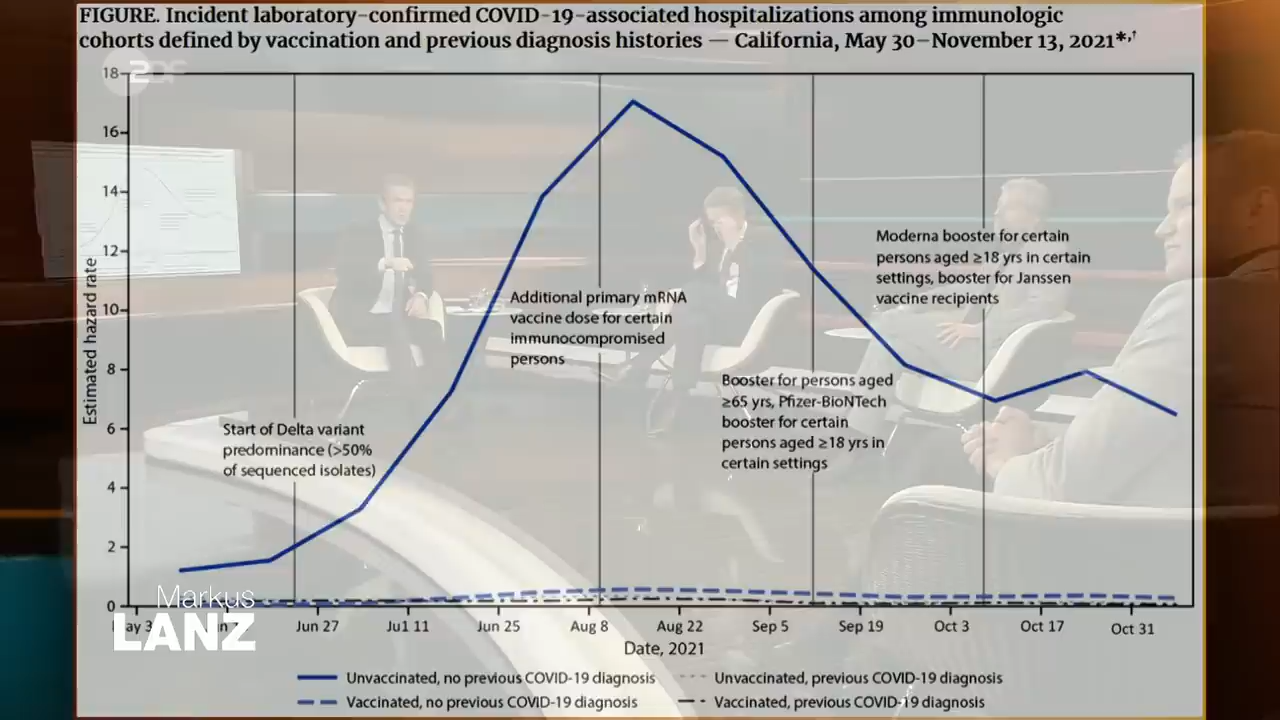 FIGURE. Incident laboratory-confirmed COVID-19-associated hospitalizations among immunologic
cohorts defined by vaccination and previous diagnosis histories — California, May 30–November 13, 2021*,†
ZDF
18
16
14
12
10
8
6
4
2
0
Estimated hazard rate
Moderna booster for certain
persons aged ≥18 yrs in certain
settings, booster for Janssen
vaccine recipients
Additional primary mRNA
vaccine dose for certain
immunocompromised
persons
Booster for persons aged
≥65 yrs, Pfizer-BioNTech
booster for certain
persons aged ≥18 yrs in
certain settings
Start of Delta variant
predominance (>50%
of sequenced isolates)
Markus
LANZ
Jun 27
Ju1 11
Jun 25
Aug 8
Aug 22
Sep 5
Sep 19
Oct 3
Oct 17
Oct 31
Date, 2021
Unvaccinated, no previous COVID-19 diagnosis
Unvaccinated, previous COVID-19 diagnosis
Vaccinated, no previous COVID-19 diagnosis
Vaccinated, previous COVID-19 diagnosis